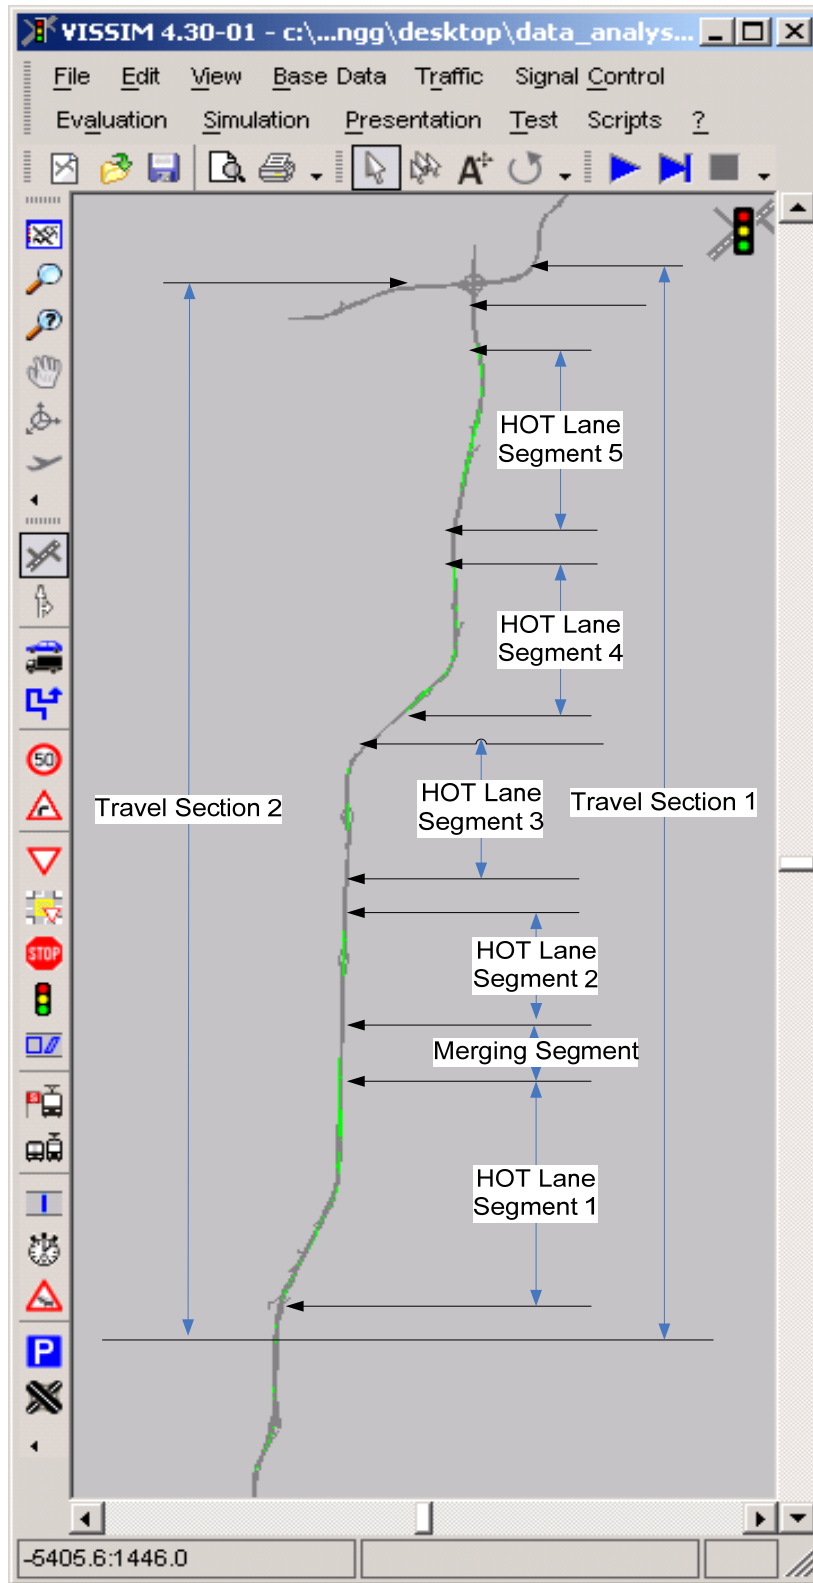 VISSIM 4.30-01 - c:\...ngg\desktop\data_analys...
File Edit View Base Data Traffic Signal Control
Evaluation Simulation Presentation Test Scripts ?
A
HOT Lane
Segment 5
50
HOT Lane
Segment 4
Travel Section 2
HOT Lane
Segment 3
Travel Section 1
STOP
HOT Lane
Segment 2
Merging Segment
S
HOT Lane
Segment 1
P
-5405.6:1446.0